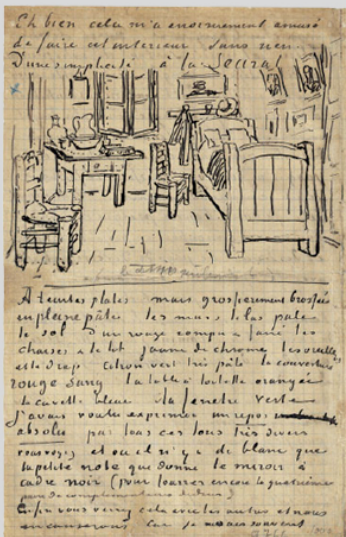 Eh bien cela m'a enormement amusé
de faire cet interieur sans rien.
D'une simplicité à la Seurat
À teintes plates mais grossierement brossées
en pleine pâte les murs lilas pale
le sol d'un rouge rompu & fané les
chaises & le lit jaune de chrome les oreillers
et le drap citron vert très pâle la couverture
rouge sang la table à toilette orangée
la cuvette bleue la fenetre verte
J'avais voulu exprimer un repos
absolu par tous ces tons très divers
vous voyez et où il n'y a de blanc que
la petite note que donne le miroir à
cadre noir (pour fourrer encore la quatrième
paire de complementaires dedans)
Enfin vous verrez cela avec les autres et nous
en causerons car je